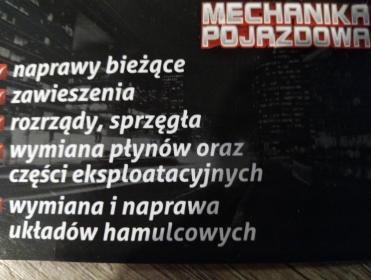 MECHANIKA
POJAZDOWA
naprawy bieżące
zawieszenia
rozrządy, sprzęgła
wymiana płynów oraz
części eksploatacyjnych
wymiana i naprawa
układów hamulcowych